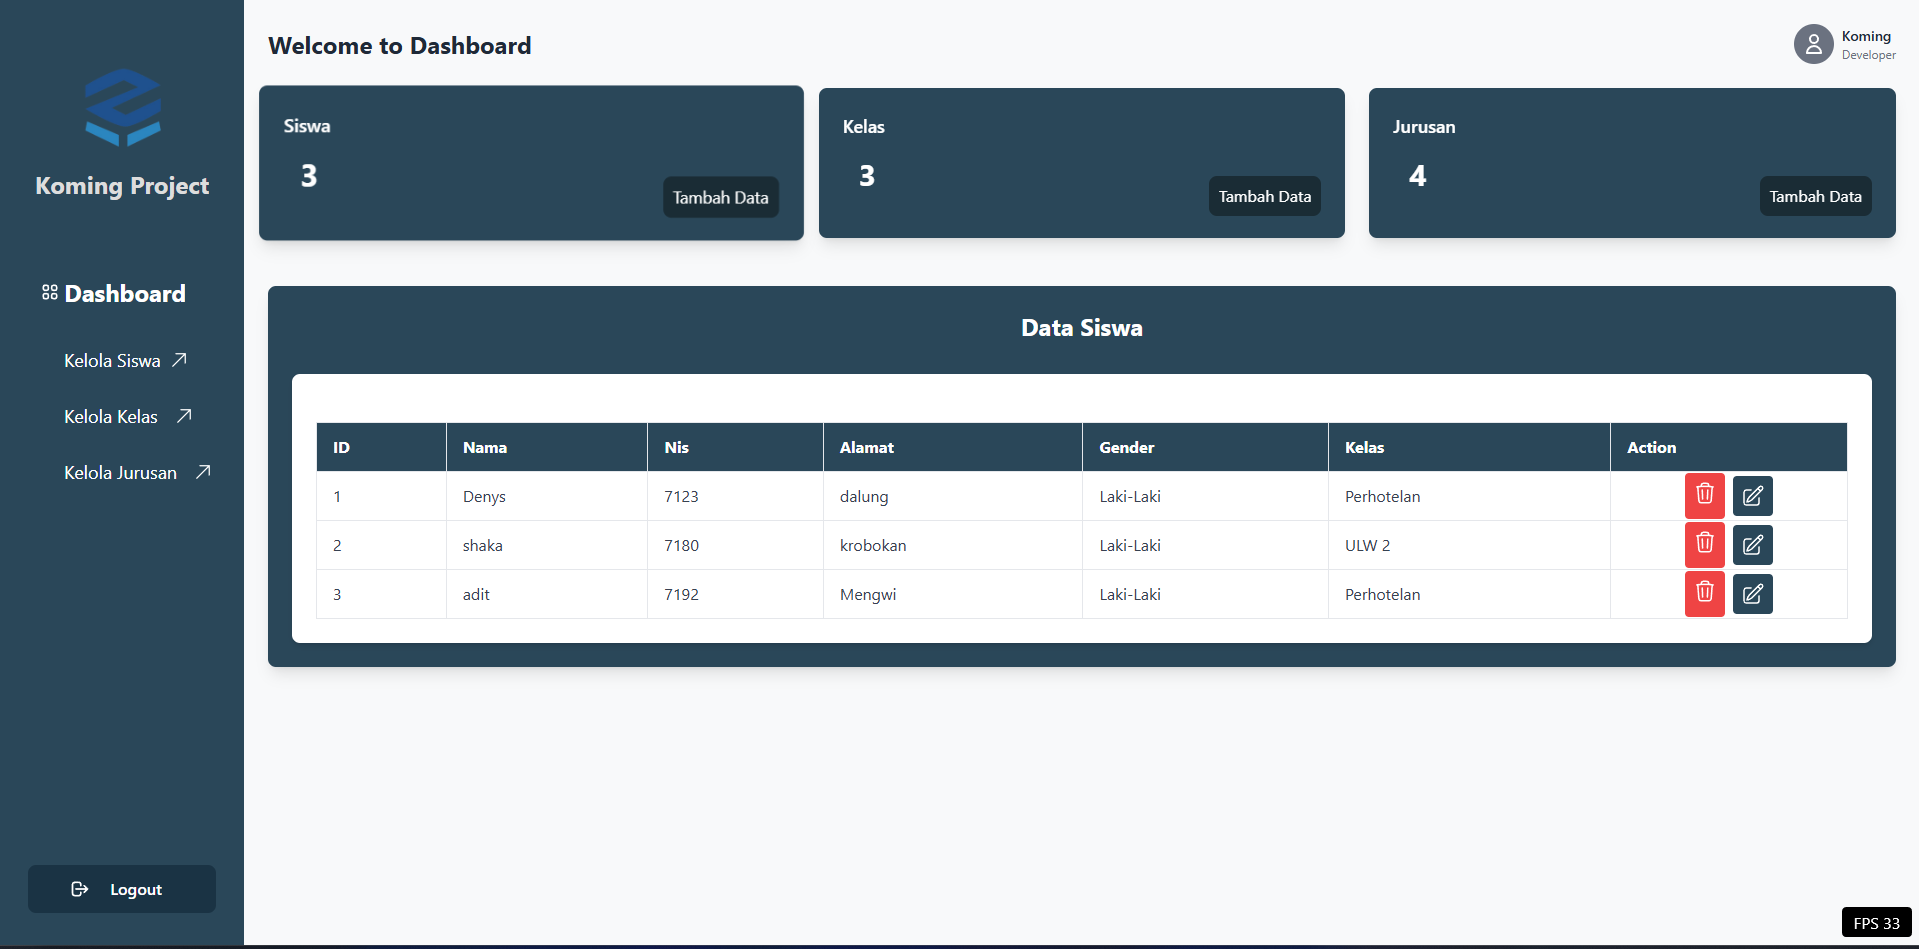 Koming Project
Dashboard
Kelola Siswa
Kelola Kelas
Kelola Jurusan
Logout
Welcome to Dashboard
Koming
Developer
Siswa
3
Tambah Data
Kelas
3
Tambah Data
Jurusan
4
Tambah Data
Data Siswa
ID Nama Nis Alamat Gender Kelas Action
1 Denys 7123 dalung Laki-Laki Perhotelan
2 shaka 7180 krobokan Laki-Laki ULW 2
3 adit 7192 Mengwi Laki-Laki Perhotelan
FPS 33